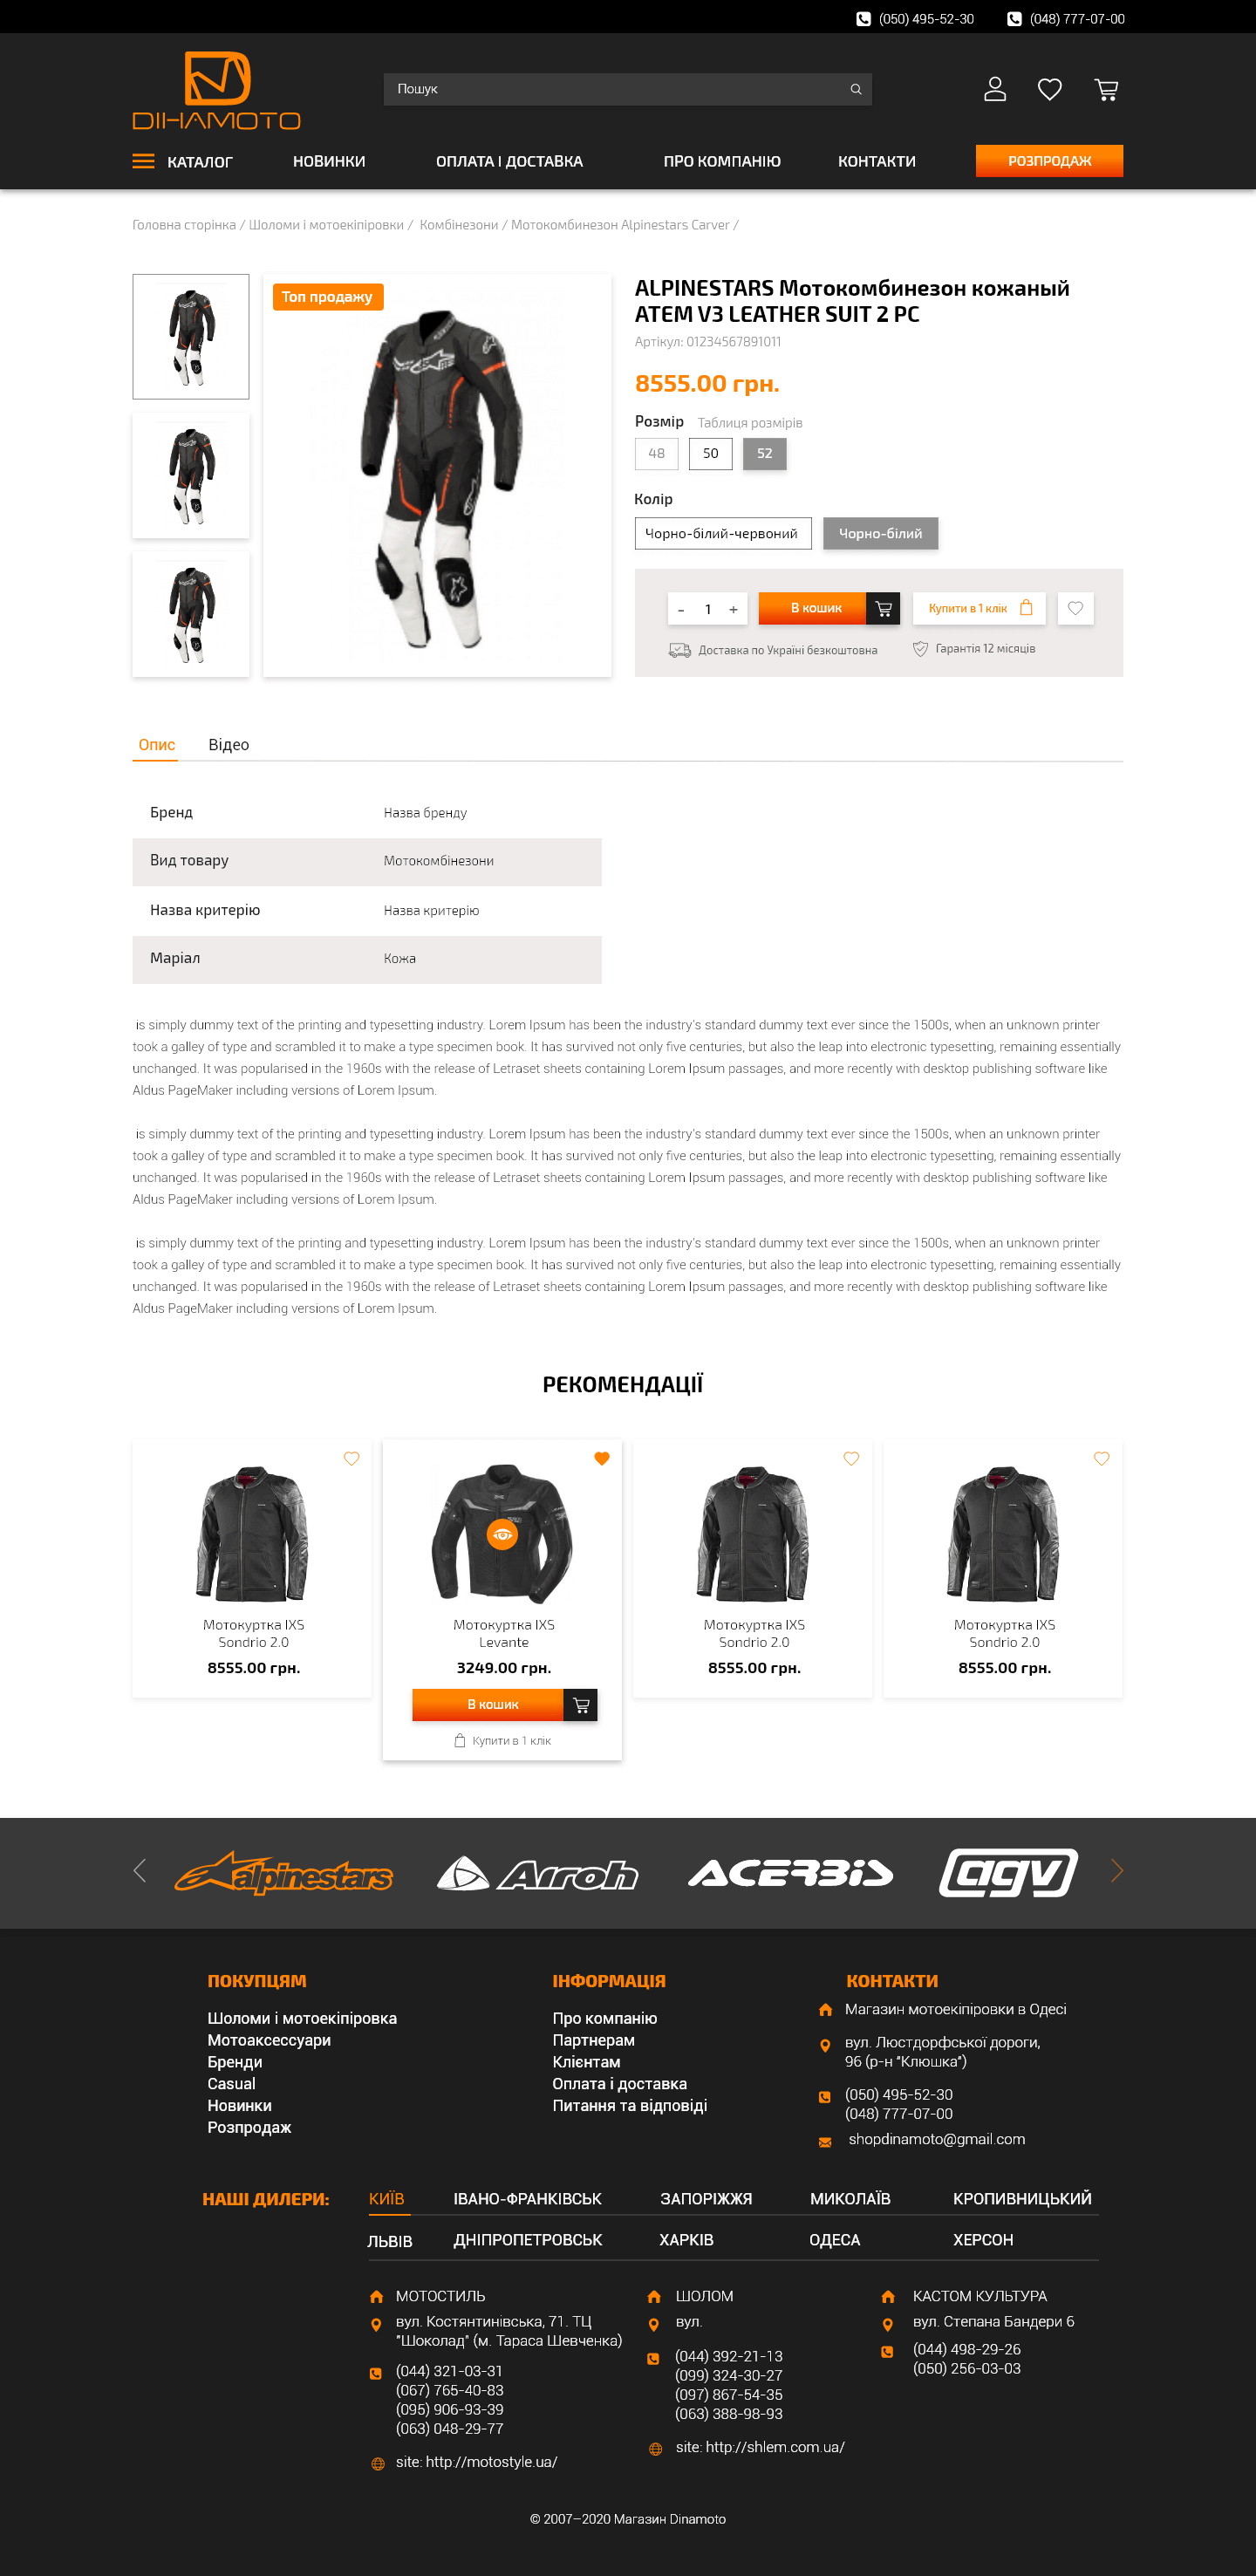 (050) 495-52-30 (048) 777-07-00
DIHAMOTO
Пошук
КАТАЛОГ НОВИНКИ ОПЛАТА І ДОСТАВКА ПРО КОМПАНІЮ КОНТАКТИ РОЗПРОДАЖ
Головна сторінка / Шоломи і мотоекіпіровки / Комбінезони / Мотокомбинезон Alpinestars Carver /
Топ продажу
ALPINESTARS Мотокомбинезон кожаный
ATEM V3 LEATHER SUIT 2 PC
Артікул: 01234567891011
8555.00 грн.
Розмір Таблиця розмірів
48 50 52
Колір
Чорно-білий-червоний Чорно-білий
- 1 + В кошик Купити в 1 клік
Доставка по Україні безкоштовна Гарантія 12 місяців
Опис Відео
Бренд Назва бренду
Вид товару Мотокомбінезони
Назва критерію Назва критерію
Маріал Кожа
is simply dummy text of the printing and typesetting industry. Lorem Ipsum has been the industry's standard dummy text ever since the 1500s, when an unknown printer
took a galley of type and scrambled it to make a type specimen book. It has survived not only five centuries, but also the leap into electronic typesetting, remaining essentially
unchanged. It was popularised in the 1960s with the release of Letraset sheets containing Lorem Ipsum passages, and more recently with desktop publishing software like
Aldus PageMaker including versions of Lorem Ipsum.
is simply dummy text of the printing and typesetting industry. Lorem Ipsum has been the industry's standard dummy text ever since the 1500s, when an unknown printer
took a galley of type and scrambled it to make a type specimen book. It has survived not only five centuries, but also the leap into electronic typesetting, remaining essentially
unchanged. It was popularised in the 1960s with the release of Letraset sheets containing Lorem Ipsum passages, and more recently with desktop publishing software like
Aldus PageMaker including versions of Lorem Ipsum.
is simply dummy text of the printing and typesetting industry. Lorem Ipsum has been the industry's standard dummy text ever since the 1500s, when an unknown printer
took a galley of type and scrambled it to make a type specimen book. It has survived not only five centuries, but also the leap into electronic typesetting, remaining essentially
unchanged. It was popularised in the 1960s with the release of Letraset sheets containing Lorem Ipsum passages, and more recently with desktop publishing software like
Aldus PageMaker including versions of Lorem Ipsum.
РЕКОМЕНДАЦІЇ
Мотокуртка IXS
Sondrio 2.0
8555.00 грн.
Мотокуртка IXS
Levante
3249.00 грн.
В кошик
Купити в 1 клік
Мотокуртка IXS
Sondrio 2.0
8555.00 грн.
Мотокуртка IXS
Sondrio 2.0
8555.00 грн.
alpinestars Airoh ACERBIS agv
ПОКУПЦЯМ
Шоломи і мотоекіпіровка
Мотоаксессуари
Бренди
Casual
Новинки
Розпродаж
ІНФОРМАЦІЯ
Про компанію
Партнерам
Клієнтам
Оплата і доставка
Питання та відповіді
КОНТАКТИ
Магазин мотоекіпіровки в Одесі
вул. Люстдорфської дороги,
96 (р-н "Клюшка")
(050) 495-52-30
(048) 777-07-00
shopdinamoto@gmail.com
НАШІ ДИЛЕРИ: КИЇВ ІВАНО-ФРАНКІВСЬК ЗАПОРІЖЖЯ МИКОЛАЇВ КРОПИВНИЦЬКИЙ
ЛЬВІВ ДНІПРОПЕТРОВСЬК ХАРКІВ ОДЕСА ХЕРСОН
МОТОСТИЛЬ
вул. Костянтинівська, 71. ТЦ
"Шоколад" (м. Тараса Шевченка)
(044) 321-03-31
(067) 765-40-83
(095) 906-93-39
(063) 048-29-77
site: http://motostyle.ua/
ШОЛОМ
вул.
(044) 392-21-13
(099) 324-30-27
(097) 867-54-35
(063) 388-98-93
site: http://shlem.com.ua/
КАСТОМ КУЛЬТУРА
вул. Степана Бандери 6
(044) 498-29-26
(050) 256-03-03
© 2007–2020 Магазин Dinamoto